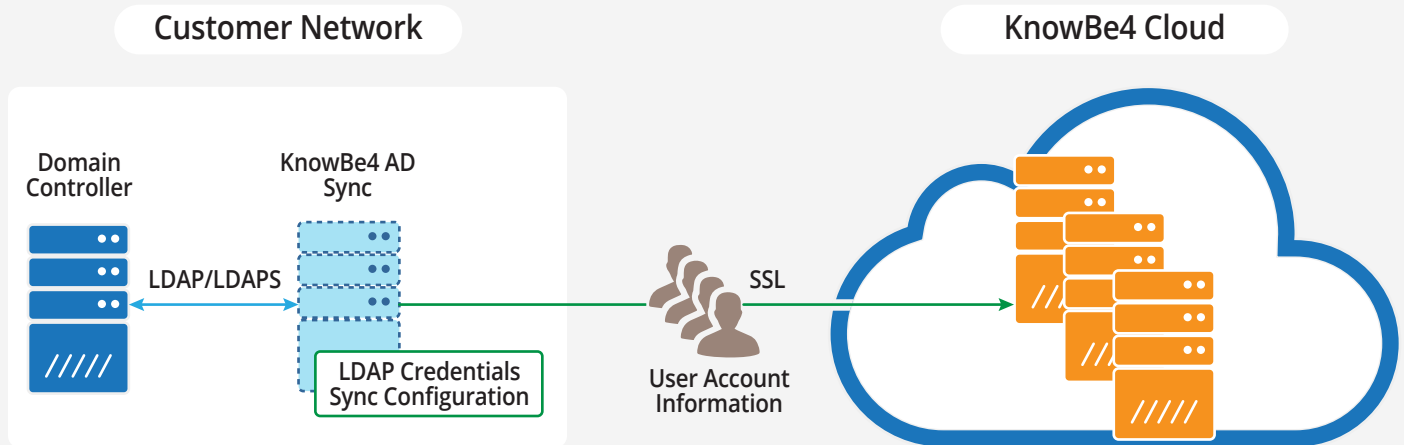 Customer Network
KnowBe4 Cloud
Domain
Controller
KnowBe4 AD
Sync
LDAP/LDAPS
SSL
LDAP Credentials
Sync Configuration
User Account
Information